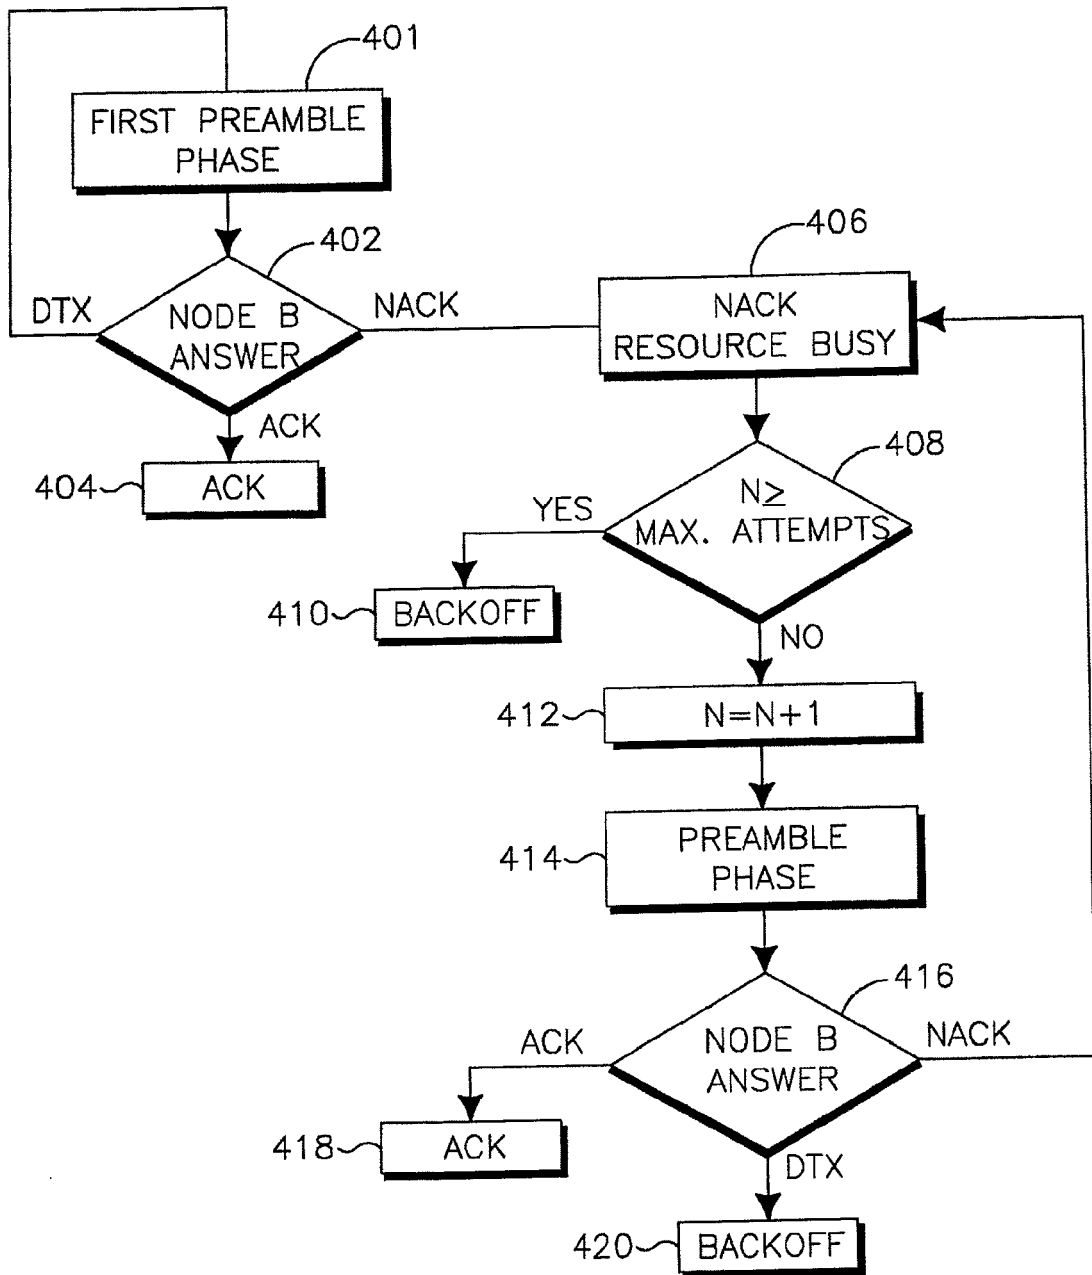 401
FIRST PREAMBLE
PHASE
402
DTX
NODE B
ANSWER
NACK
ACK
404
ACK
406
NACK
RESOURCE BUSY
408
N≥
MAX. ATTEMPTS
YES
410
BACKOFF
NO
412
N=N+1
414
PREAMBLE
PHASE
416
ACK
NODE B
ANSWER
NACK
418
ACK
DTX
420
BACKOFF